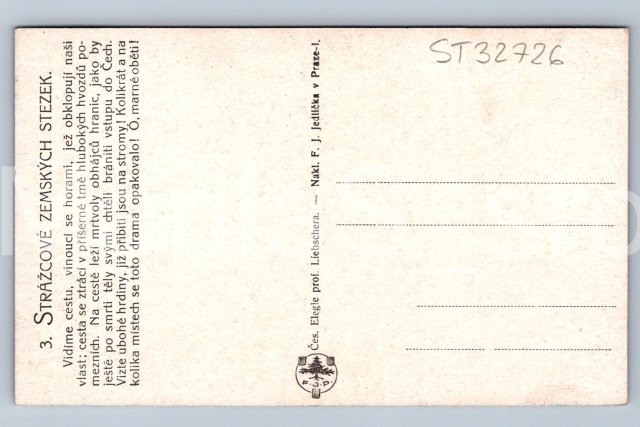 3. STRÁŽCOVÉ ZEMSKÝCH STEZEK.
Vidíme cestu, vinoucí se horami, jež obklopují naši
vlast; cesta se ztrácí v příšerné tmě hlubokých hvozdů po-
mezních. Na cestě leží mrtvoly obhájců hranic, jako by
ještě po smrti těly svými chtěli brániti vstupu do Čech.
Vizte ubohé hrdiny, již přibiti jsou na stromy! Kolikrát a na
kolika místech se toto drama opakovalo! Ó, marné oběti!
Čes. Elegie prof. Liebschera. — Nakl. F. J. Jedlička v Praze-I.
ST32726